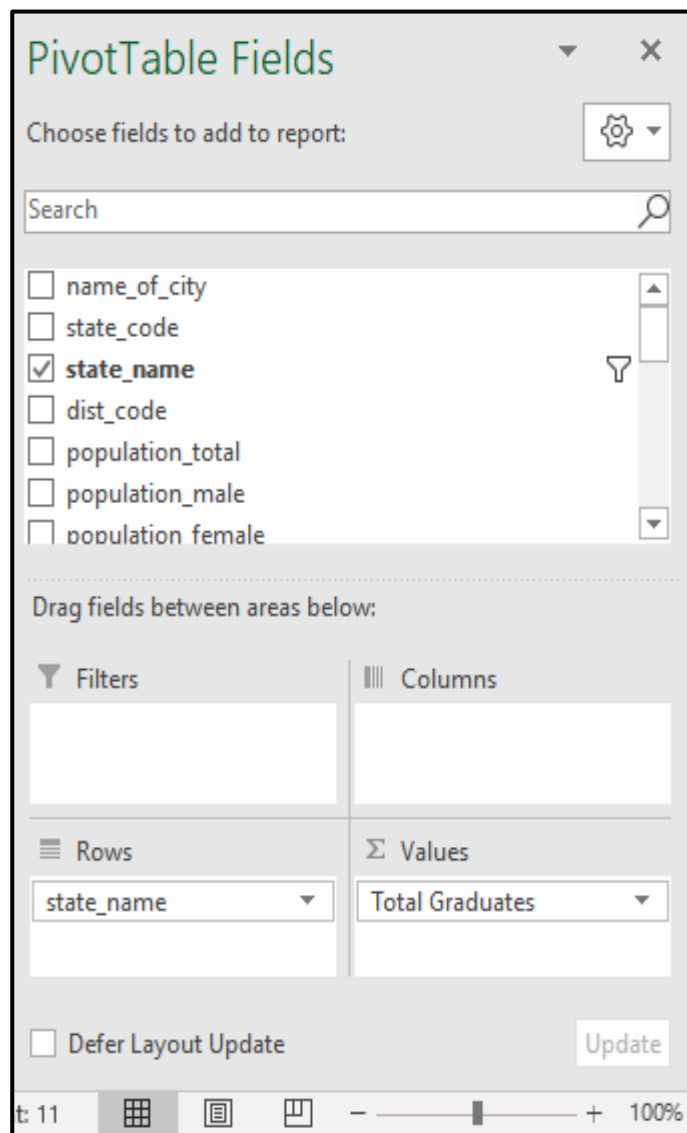 PivotTable Fields
Choose fields to add to report:
Search
name_of_city
state_code
state_name
dist_code
population_total
population_male
population_female
Drag fields between areas below:
Filters
Columns
Rows
Σ Values
state_name
Total Graduates
Defer Layout Update
Update
t: 11
100%